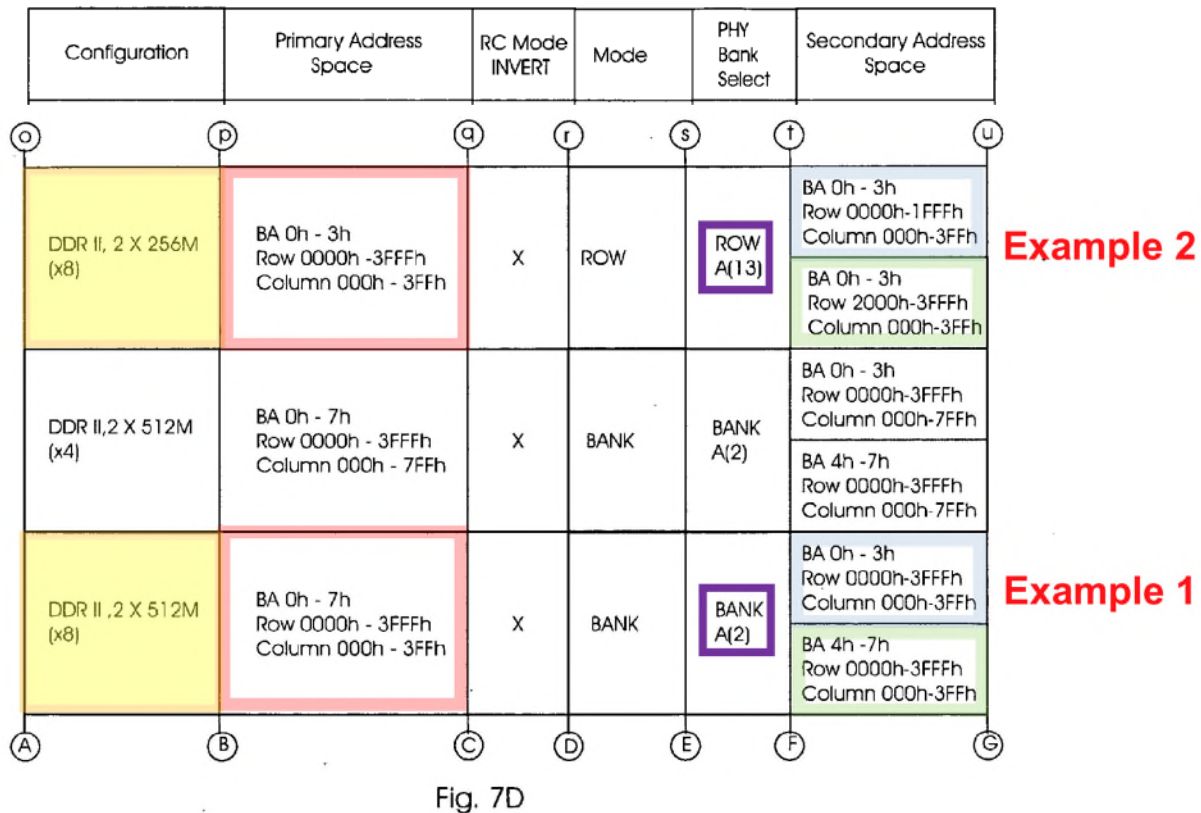 Configuration
Primary Address
Space
RC Mode
INVERT
Mode
PHY
Bank
Select
Secondary Address
Space
o
p
q
r
s
t
u
DDR II, 2 X 256M
(x8)
BA 0h - 3h
Row 0000h -3FFFh
Column 000h - 3FFh
X
ROW
ROW
A(13)
BA 0h - 3h
Row 0000h-1FFFh
Column 000h-3FFh
BA 0h - 3h
Row 2000h-3FFFh
Column 000h-3FFh
Example 2
DDR II,2 X 512M
(x4)
BA 0h - 7h
Row 0000h - 3FFFh
Column 000h - 7FFh
X
BANK
BANK
A(2)
BA 0h - 3h
Row 0000h-3FFFh
Column 000h-7FFh
BA 4h -7h
Row 0000h-3FFFh
Column 000h-7FFh
DDR II ,2 X 512M
(x8)
BA 0h - 7h
Row 0000h - 3FFFh
Column 000h - 3FFh
X
BANK
BANK
A(2)
BA 0h - 3h
Row 0000h-3FFFh
Column 000h-3FFh
BA 4h -7h
Row 0000h-3FFFh
Column 000h-3FFh
Example 1
A
B
C
D
E
F
G
Fig. 7D